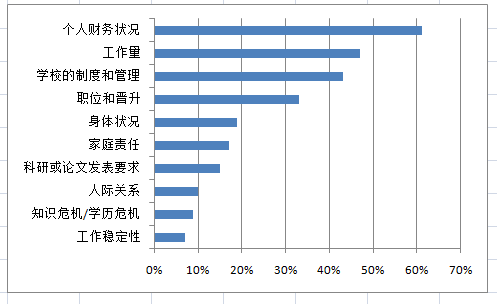 个人财务状况
工作量
学校的制度和管理
职位和晋升
身体状况
家庭责任
科研或论文发表要求
人际关系
知识危机/学历危机
工作稳定性
0% 10% 20% 30% 40% 50% 60% 70%